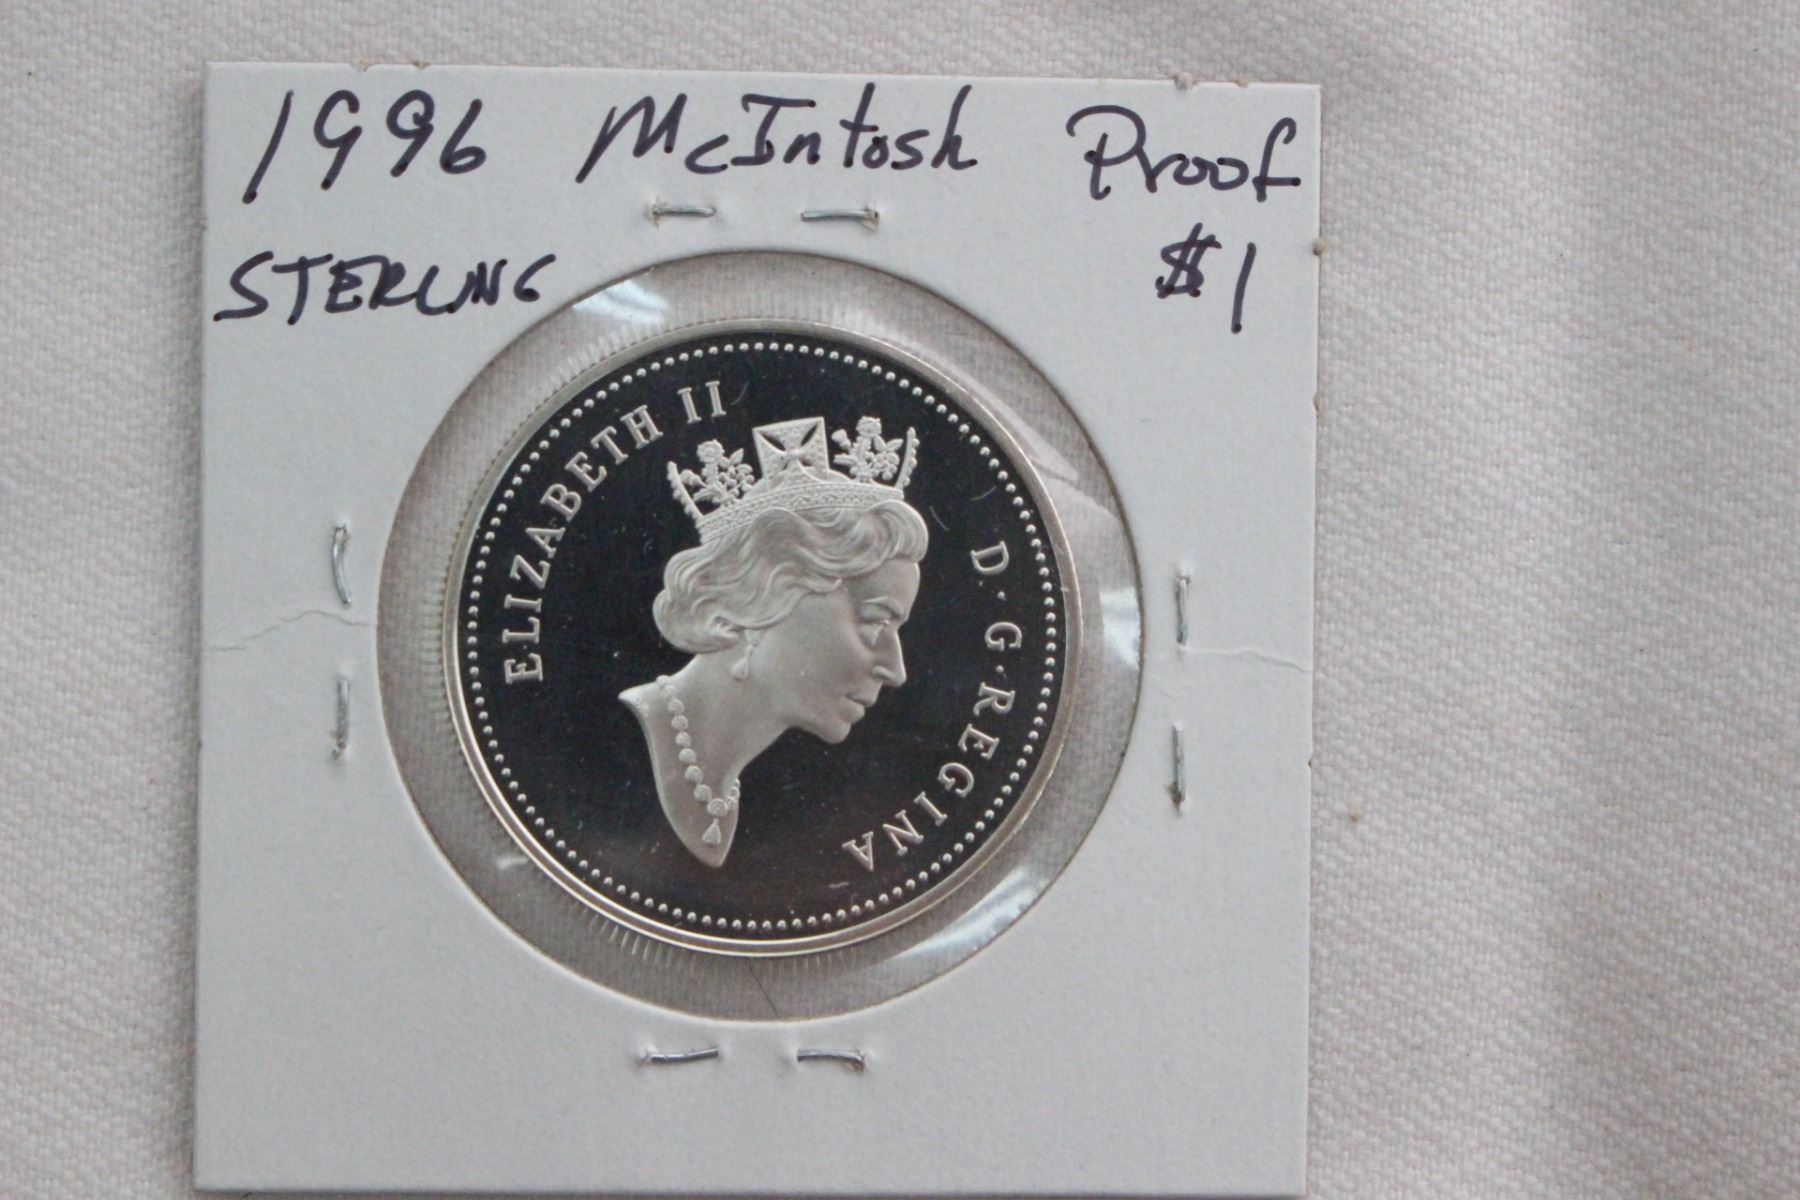 1996 McIntosh Proof
STERLING $1
ELIZABETH II D·G·REGINA